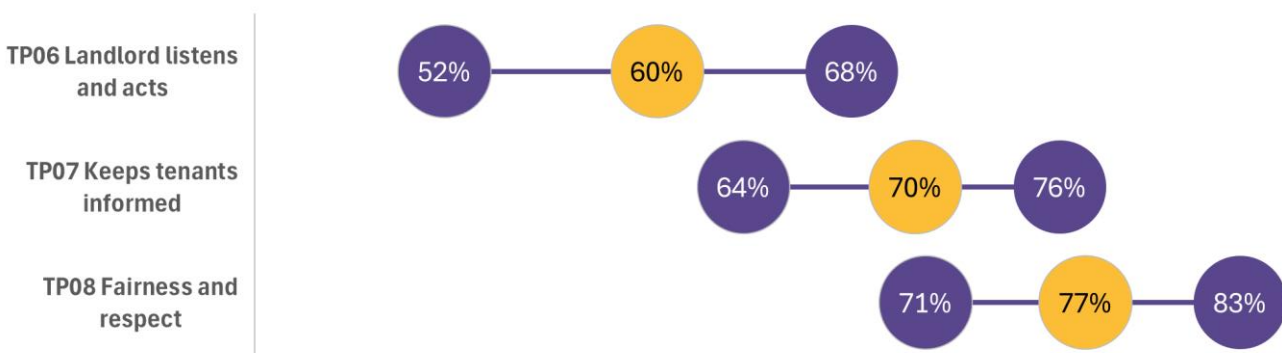 TP06 Landlord listens
and acts
52% 60% 68%
TP07 Keeps tenants
informed
64% 70% 76%
TP08 Fairness and
respect
71% 77% 83%